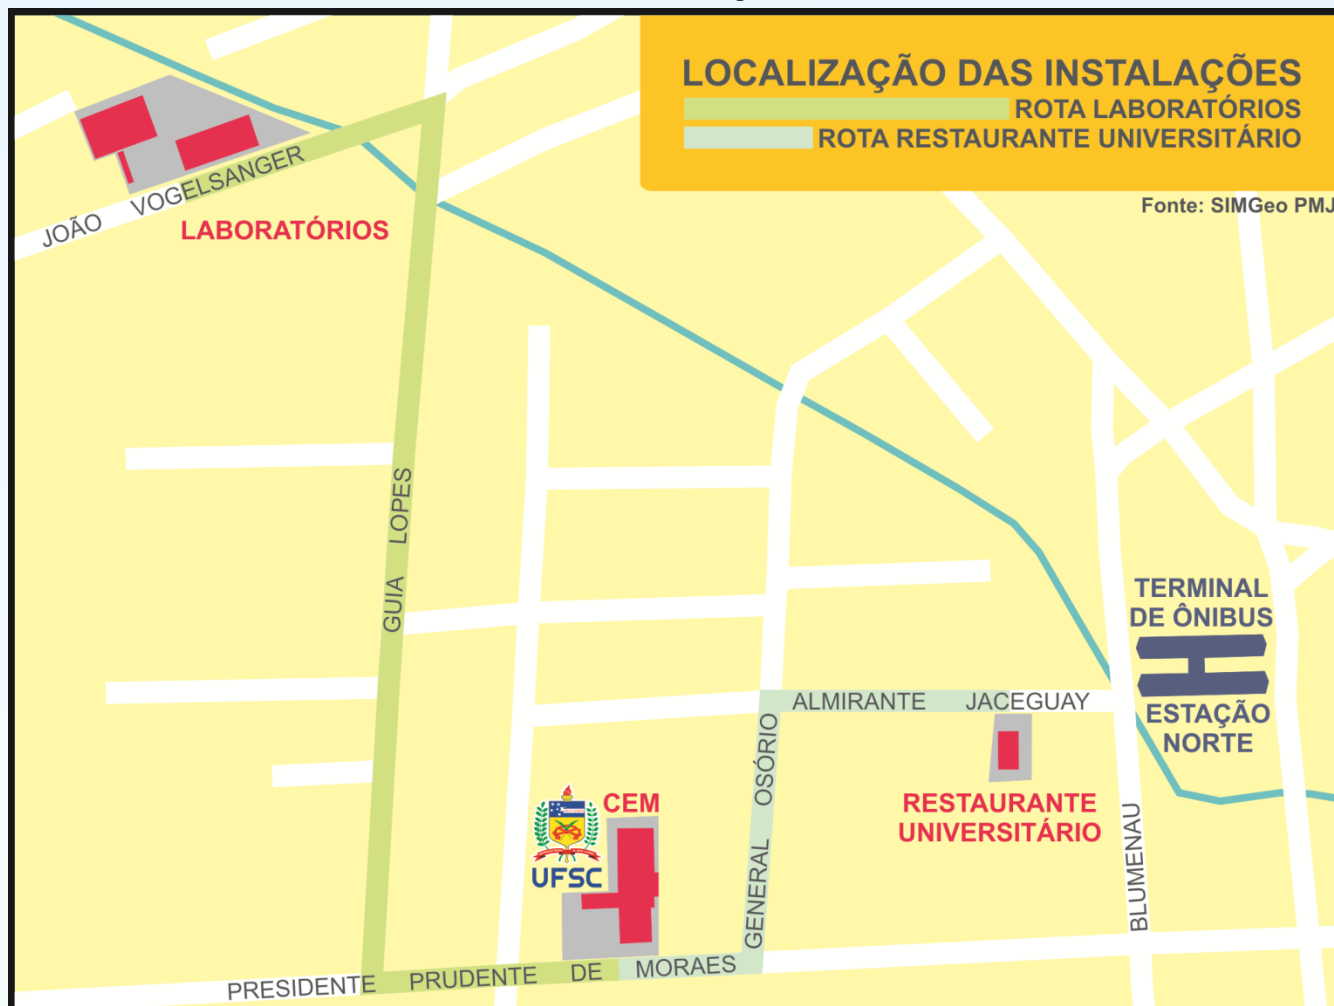 LOCALIZAÇÃO DAS INSTALAÇÕES
ROTA LABORATÓRIOS
ROTA RESTAURANTE UNIVERSITÁRIO
Fonte: SIMGeo PMJ
JOÃO VOGELSANGER
LABORATÓRIOS
GUIA LOPES
TERMINAL
DE ÔNIBUS
ESTAÇÃO
NORTE
ALMIRANTE JACEGUAY
GENERAL OSÓRIO
RESTAURANTE
UNIVERSITÁRIO
CEM
UFSC
BLUMENAU
PRESIDENTE PRUDENTE DE MORAES